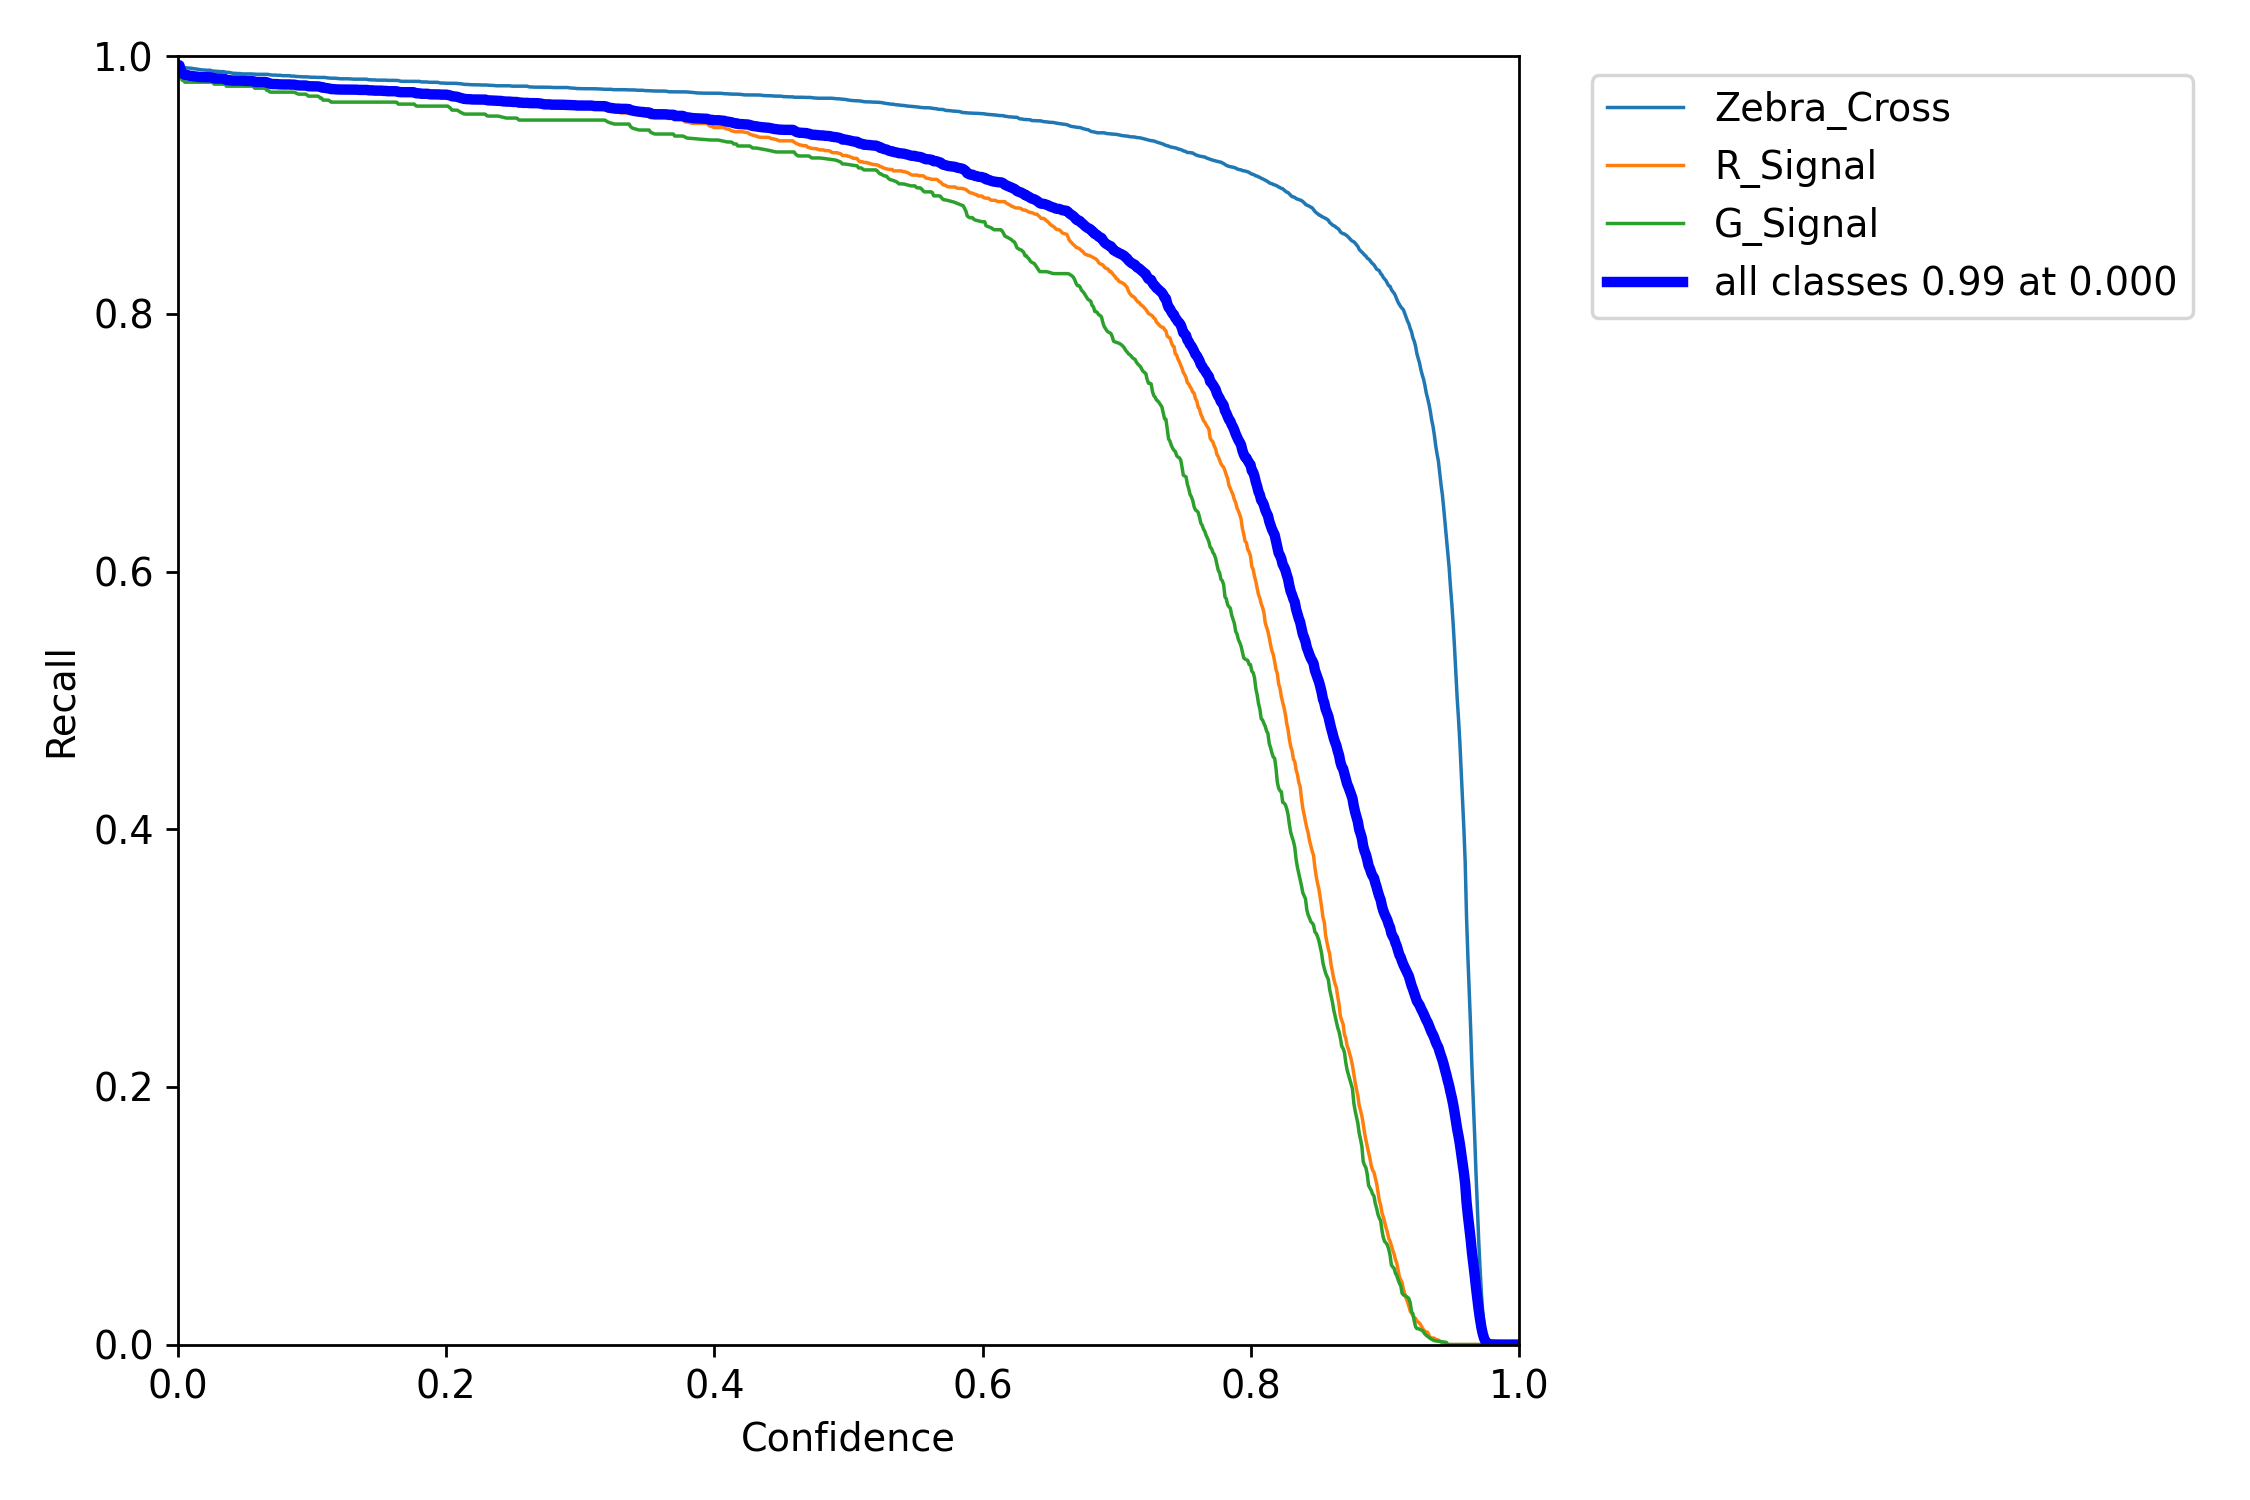 1.0
0.8
0.6
0.4
0.2
0.0
Recall
0.0 0.2 0.4 0.6 0.8 1.0
Confidence
Zebra_Cross
R_Signal
G_Signal
all classes 0.99 at 0.000